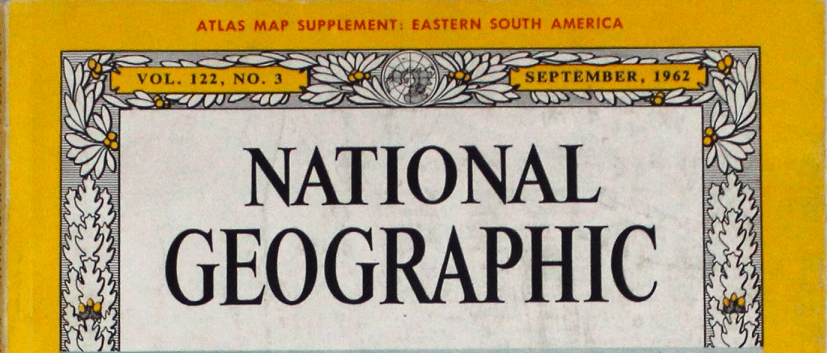 ATLAS MAP SUPPLEMENT: EASTERN SOUTH AMERICA
VOL. 122, NO. 3
SEPTEMBER, 1962
NATIONAL
GEOGRAPHIC